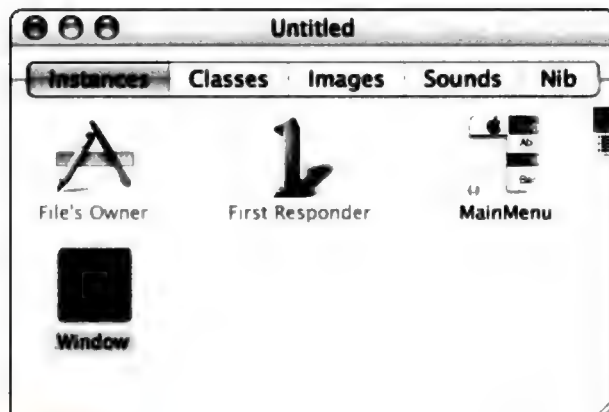 Untitled
Instances Classes Images Sounds Nib
File's Owner First Responder MainMenu
Window